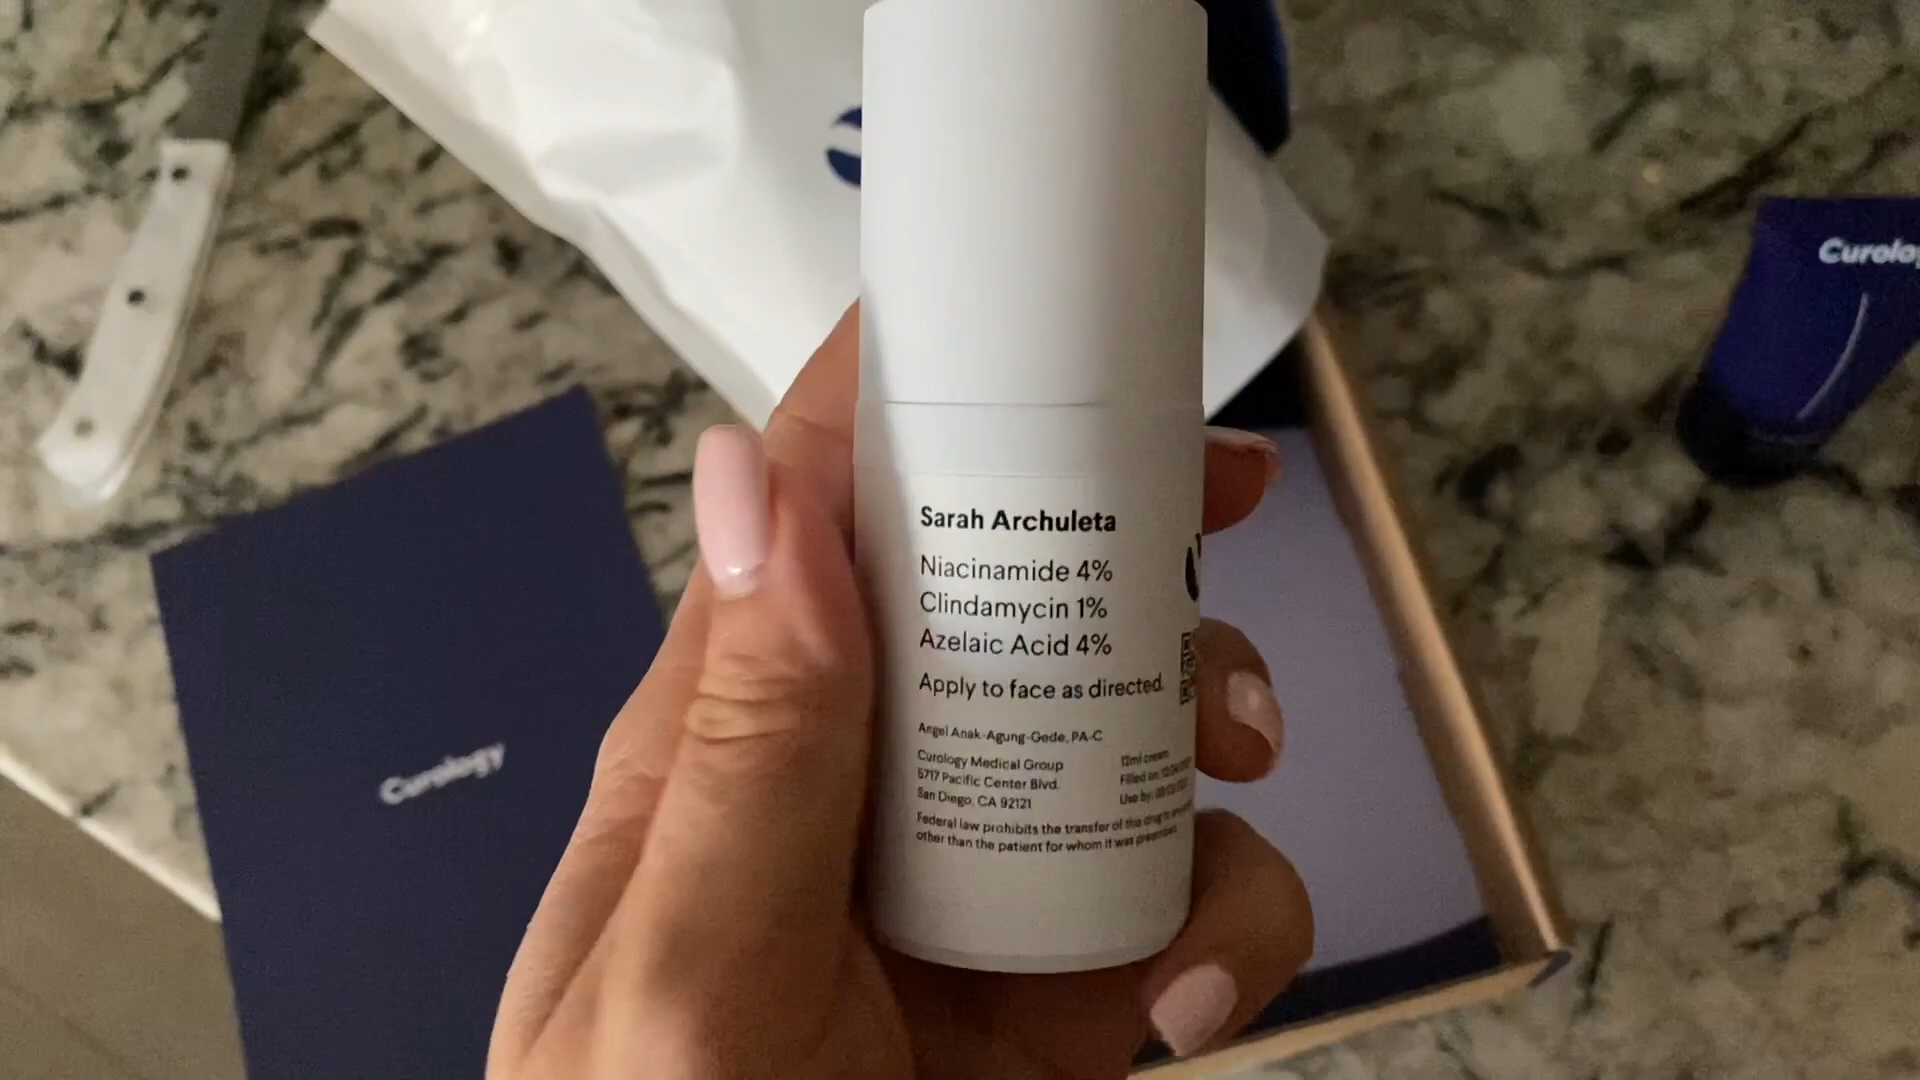 Curology
Curolo
Sarah Archuleta
Niacinamide 4%
Clindamycin 1%
Azelaic Acid 4%
Apply to face as directed.
Angel Anak-Agung-Gede, PA-C
Curology Medical Group
5717 Pacific Center Blvd.
San Diego, CA 92121
12ml cream
Filled on:
Use by:
Federal law prohibits the transfer of this drug to
other than the patient for whom it was prescribed.